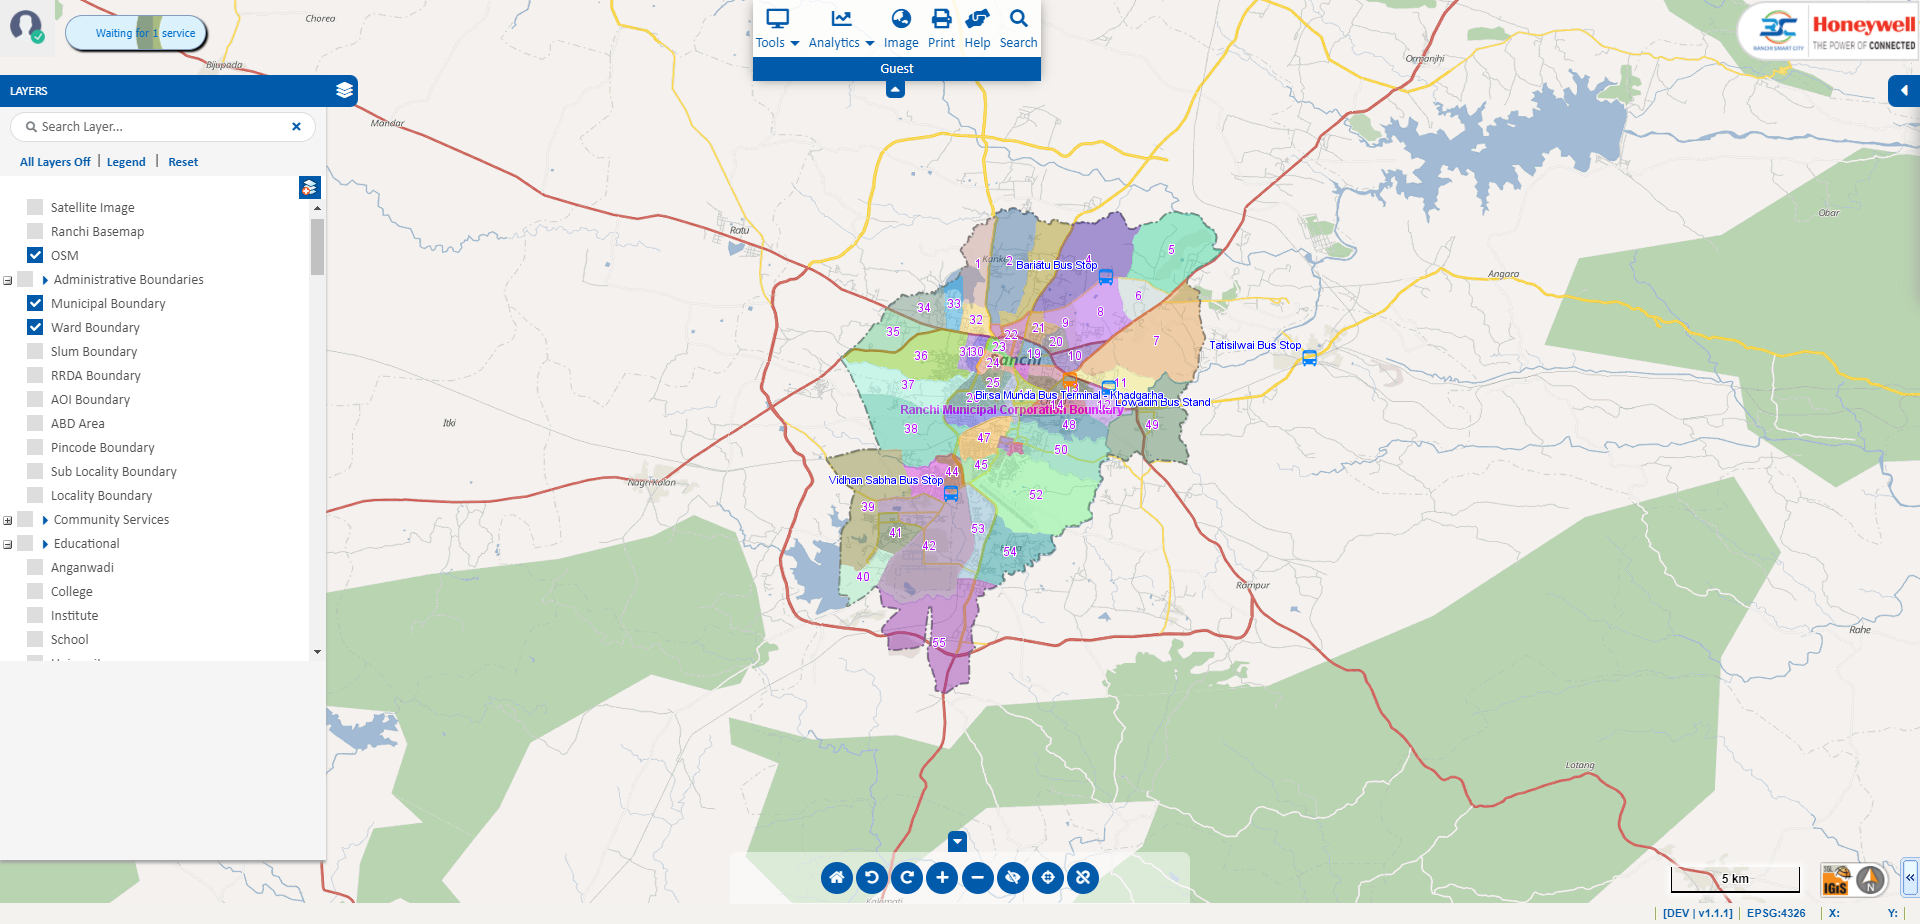 Waiting for 1 service
Tools
Analytics
Image
Print
Help
Search
Guest
RANCHI SMART CITY
Honeywell
THE POWER OF CONNECTED
LAYERS
Search Layer...
All Layers Off
Legend
Reset
Satellite Image
Ranchi Basemap
OSM
Administrative Boundaries
Municipal Boundary
Ward Boundary
Slum Boundary
RRDA Boundary
AOI Boundary
ABD Area
Pincode Boundary
Sub Locality Boundary
Locality Boundary
Community Services
Educational
Anganwadi
College
Institute
School
Chorea
Bijupada
Mandar
Ratu
Itki
Nagri Kalan
Ormanjhi
Obar
Angara
Rampur
Rahe
Lotang
Kalamati
1
2
4
5
Bariatu Bus Stop
6
7
8
9
33
34
35
32
22
21
20
36
31
30
23
19
10
24
Tatisilwai Bus Stop
37
25
11
Birsa Munda Bus Terminal - Khadgarha
Lowadih Bus Stand
Ranchi Municipal Corporation Boundary
14
12
38
47
48
49
50
45
44
Vidhan Sabha Bus Stop
52
39
41
42
53
54
40
55
5 km
IGiS
N
[DEV | v1.1.1]
EPSG:4326
X:
Y: